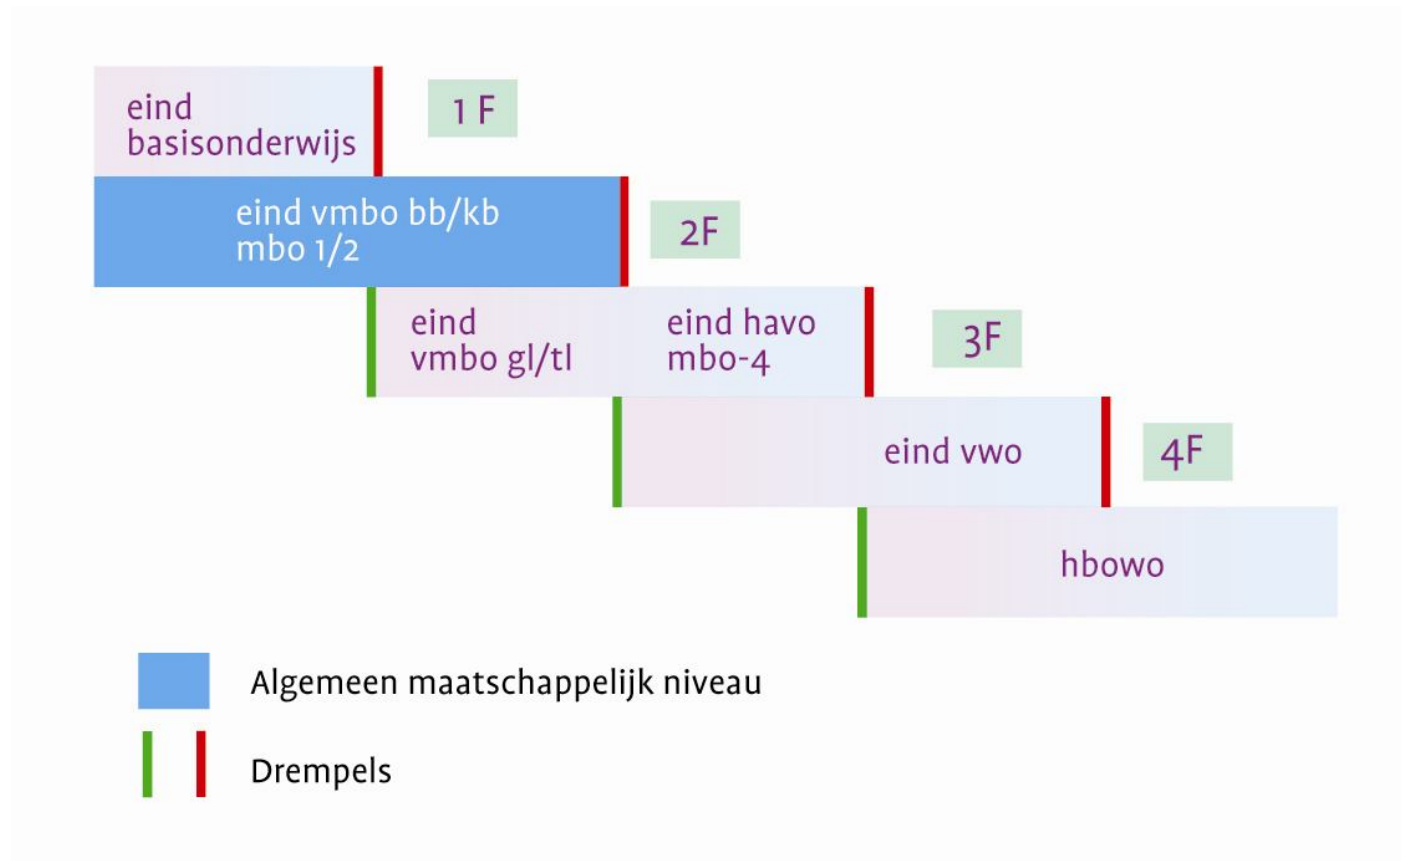 eind
basisonderwijs
1 F
eind vmbo bb/kb
mbo 1/2
2F
eind
vmbo gl/tl
eind havo
mbo-4
3F
eind vwo
4F
hbowo
Algemeen maatschappelijk niveau
Drempels